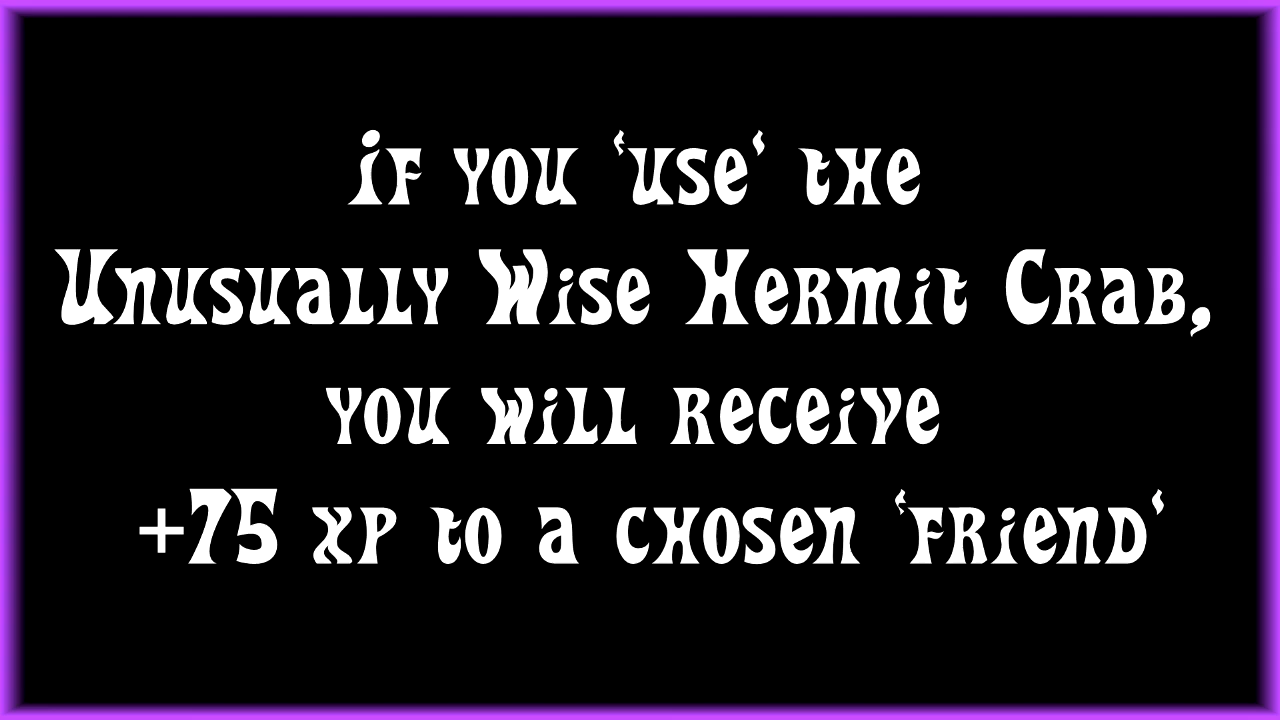 if you 'use' the
Unusually Wise Hermit Crab,
you will receive
+75 xp to a chosen 'friend'